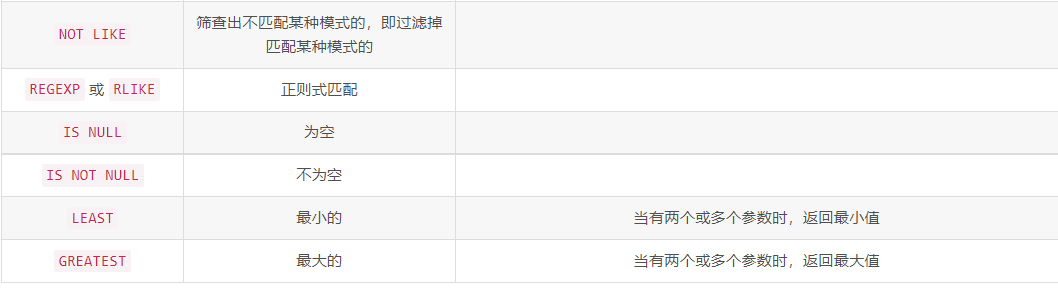 NOT LIKE
筛查出不匹配某种模式的，即过滤掉
匹配某种模式的
REGEXP 或 RLIKE
正则式匹配
IS NULL
为空
IS NOT NULL
不为空
LEAST
最小的
当有两个或多个参数时，返回最小值
GREATEST
最大的
当有两个或多个参数时，返回最大值